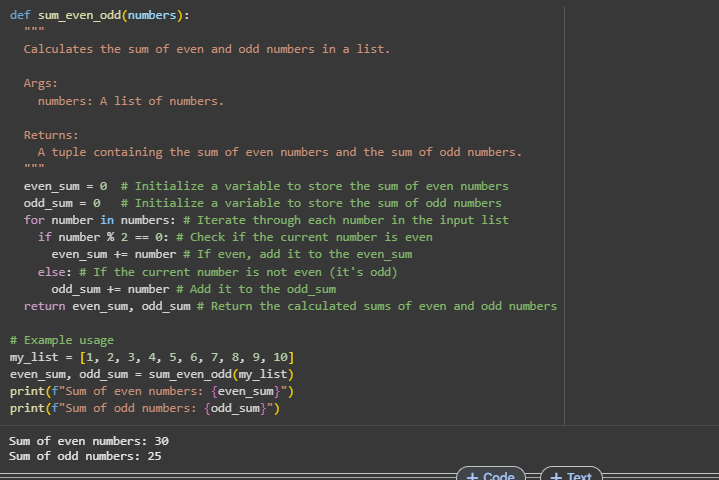 def sum_even_odd(numbers):
  """
  Calculates the sum of even and odd numbers in a list.

  Args:
    numbers: A list of numbers.

  Returns:
    A tuple containing the sum of even numbers and the sum of odd numbers.
  """
  even_sum = 0  # Initialize a variable to store the sum of even numbers
  odd_sum = 0   # Initialize a variable to store the sum of odd numbers
  for number in numbers: # Iterate through each number in the input list
    if number % 2 == 0: # Check if the current number is even
      even_sum += number # If even, add it to the even_sum
    else: # If the current number is not even (it's odd)
      odd_sum += number # Add it to the odd_sum
  return even_sum, odd_sum # Return the calculated sums of even and odd numbers

# Example usage
my_list = [1, 2, 3, 4, 5, 6, 7, 8, 9, 10]
even_sum, odd_sum = sum_even_odd(my_list)
print(f"Sum of even numbers: {even_sum}")
print(f"Sum of odd numbers: {odd_sum}")
Sum of even numbers: 30
Sum of odd numbers: 25
+ Code + Text